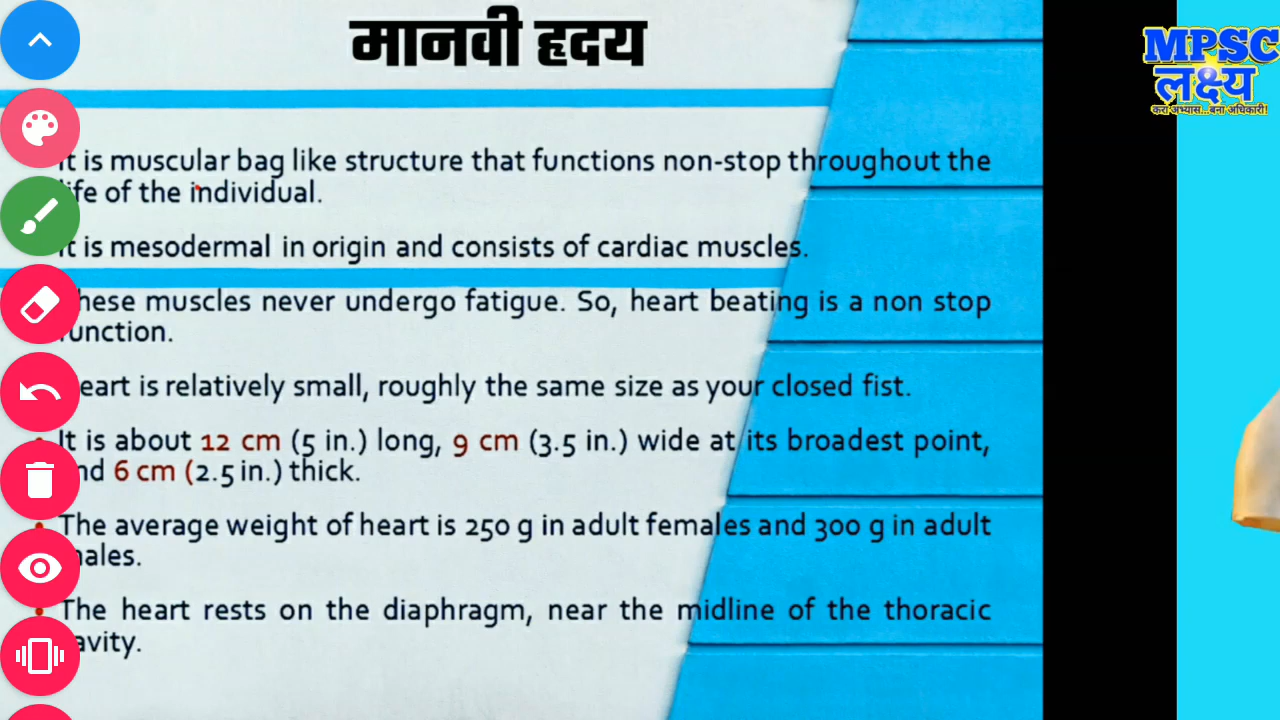 मानवी हृदय
MPSC
लक्ष्य
करा अभ्यास...बना अधिकारी!
It is muscular bag like structure that functions non-stop throughout the
life of the individual.
It is mesodermal in origin and consists of cardiac muscles.
These muscles never undergo fatigue. So, heart beating is a non stop
function.
Heart is relatively small, roughly the same size as your closed fist.
It is about 12 cm (5 in.) long, 9 cm (3.5 in.) wide at its broadest point,
and 6 cm (2.5 in.) thick.
The average weight of heart is 250 g in adult females and 300 g in adult
males.
The heart rests on the diaphragm, near the midline of the thoracic
cavity.